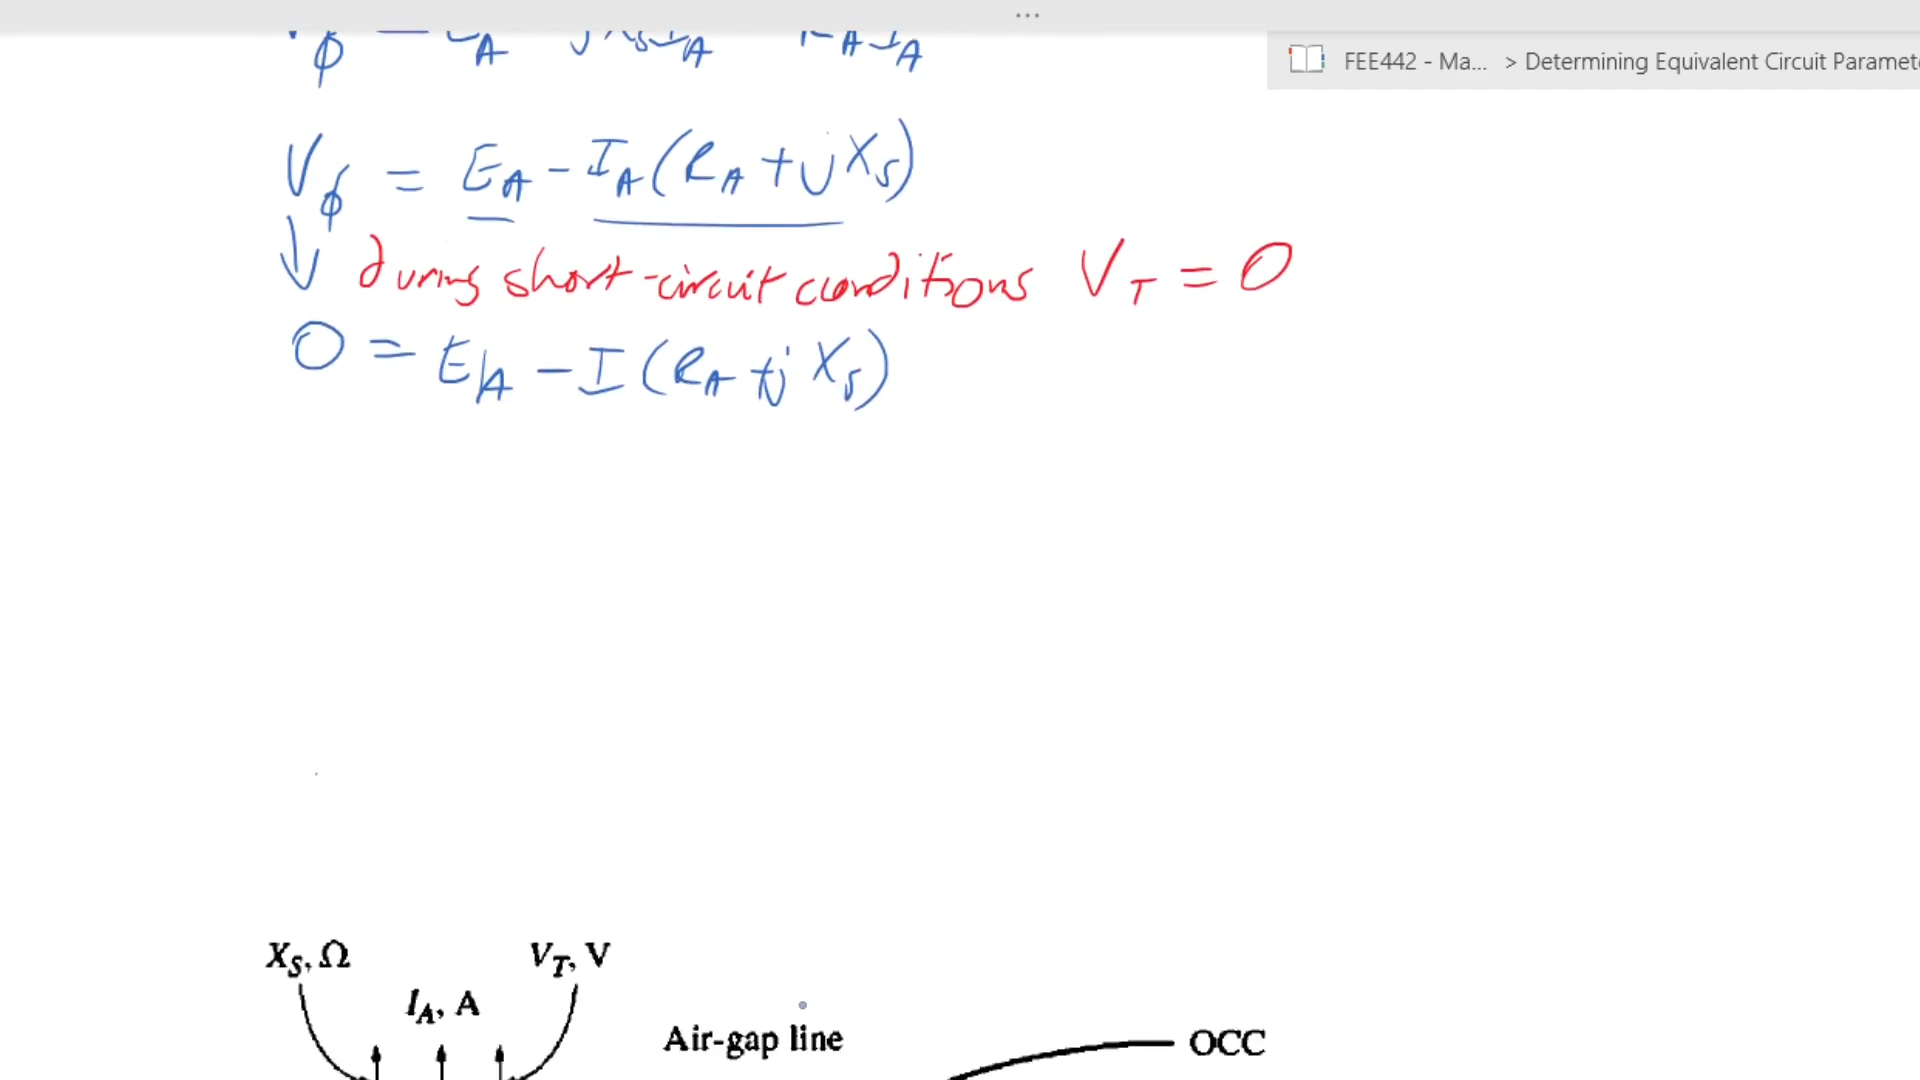 FEE442 - Ma... > Determining Equivalent Circuit Paramet
Vϕ = EA - IA(RA + jXS)
↓ during short-circuit conditions VT = 0
0 = EA - I(RA + jXS)
XS, Ω
VT, V
IA, A
Air-gap line
OCC